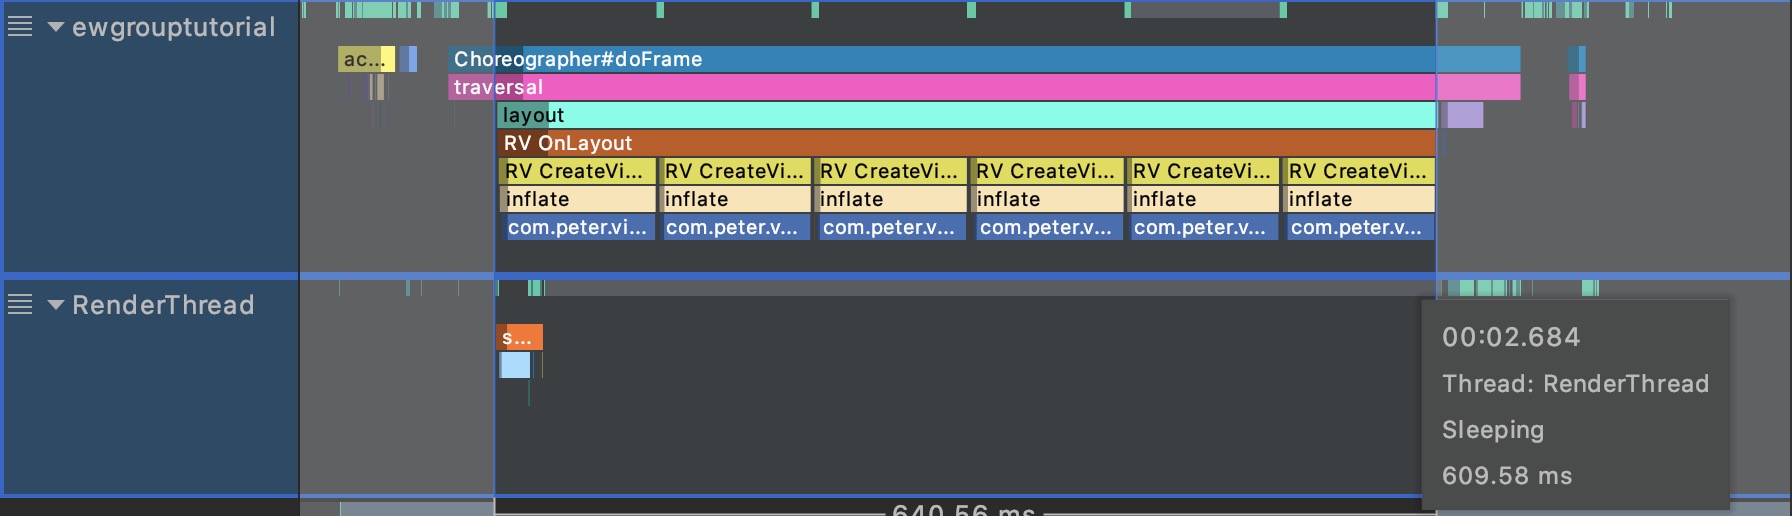 ewgrouptutorial
ac...
Choreographer#doFrame
traversal
layout
RV OnLayout
RV CreateVi... RV CreateVi... RV CreateVi... RV CreateVi... RV CreateVi... RV CreateVi...
inflate inflate inflate inflate inflate inflate
com.peter.vi... com.peter.v... com.peter.v... com.peter.v... com.peter.v... com.peter.v...
RenderThread
s...
00:02.684
Thread: RenderThread
Sleeping
609.58 ms
640.56 ms